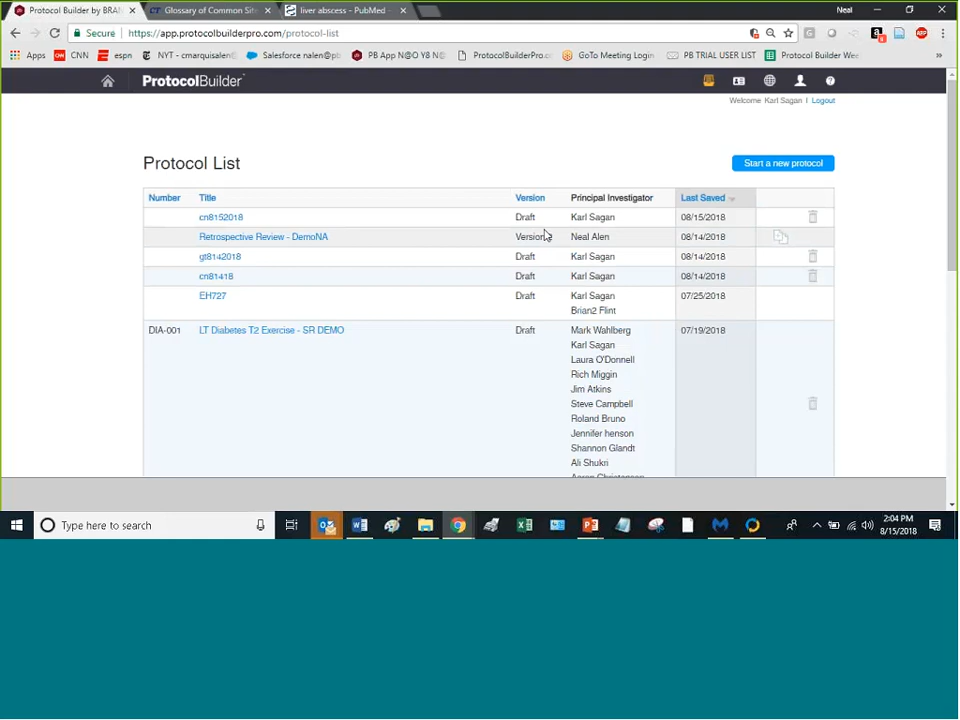 Protocol Builder by BRAN
Glossary of Common Sit
liver abscess - PubMed -
Neal
Secure
https://app.protocolbuilderpro.com/protocol-list
Apps
CNN
espn
NYT - cmarquisalen
Salesforce nalen@pb
PB App N@O Y8 N@
ProtocolBuilderPro.c
GoTo Meeting Login
PB TRIAL USER LIST
Protocol Builder Wee
»
ProtocolBuilder
Welcome Karl Sagan | Logout
Protocol List
Start a new protocol
Number Title Version Principal Investigator Last Saved
cn8152018 Draft Karl Sagan 08/15/2018
Retrospective Review - DemoNA Version Neal Alen 08/14/2018
gt8142018 Draft Karl Sagan 08/14/2018
cn81418 Draft Karl Sagan 08/14/2018
EH727 Draft Karl Sagan 07/25/2018
Brian2 Flint
DIA-001 LT Diabetes T2 Exercise - SR DEMO Draft Mark Wahlberg 07/19/2018
Karl Sagan
Laura O'Donnell
Rich Miggin
Jim Atkins
Steve Campbell
Roland Bruno
Jennifer henson
Shannon Glandt
Ali Shukri
Type here to search
2:04 PM
8/15/2018